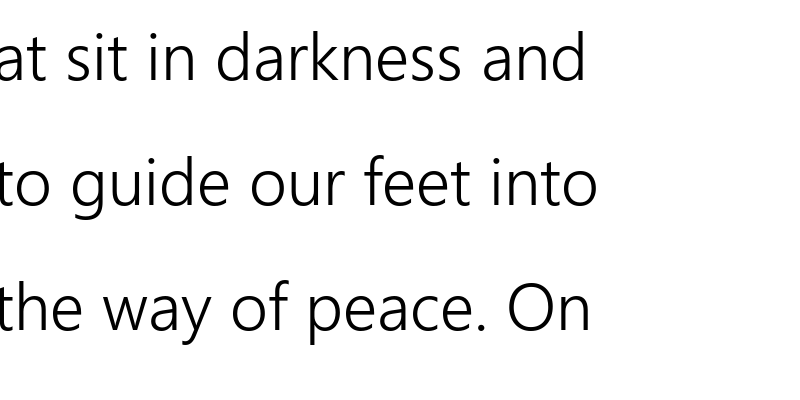 at sit in darkness and
to guide our feet into
the way of peace. On